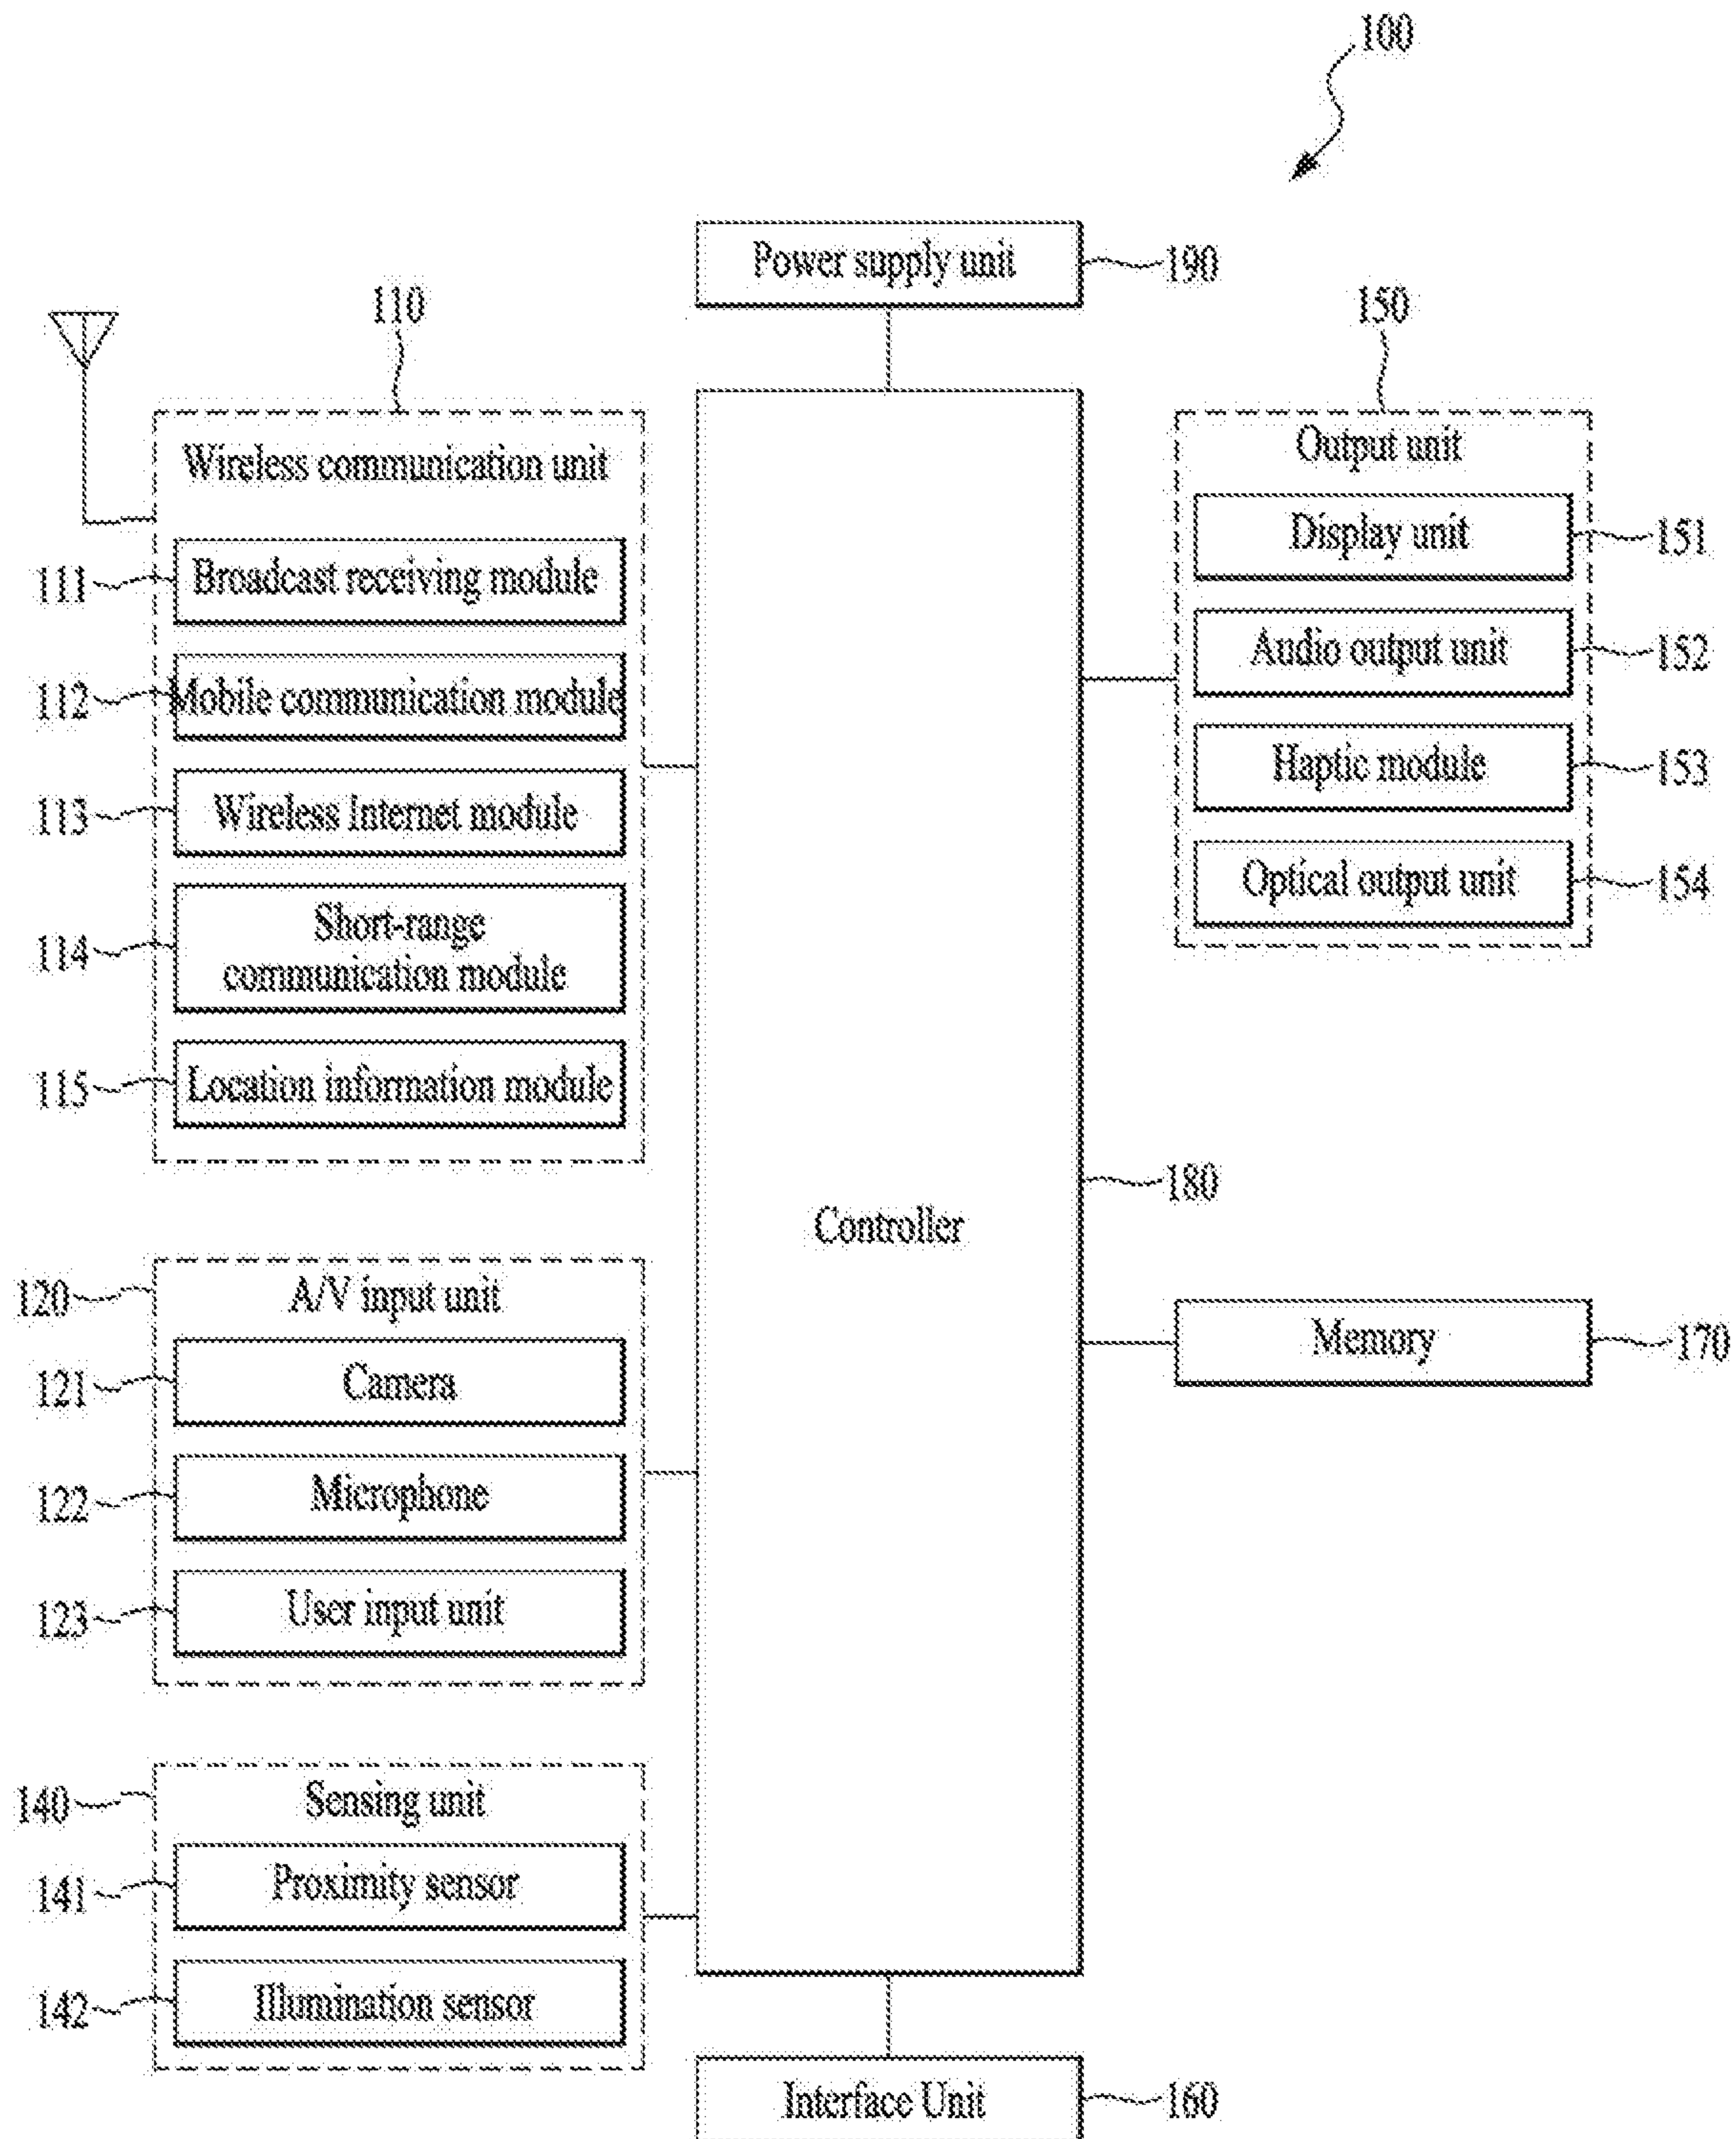 100
Power supply unit
190
110
Wireless communication unit
111
Broadcast receiving module
112
Mobile communication module
113
Wireless Internet module
114
Short-range
communication module
115
Location information module
120
A/V input unit
121
Camera
122
Microphone
123
User input unit
140
Sensing unit
141
Proximity sensor
142
Illumination sensor
Controller
180
150
Output unit
Display unit
151
Audio output unit
152
Haptic module
153
Optical output unit
154
Memory
170
Interface Unit
160